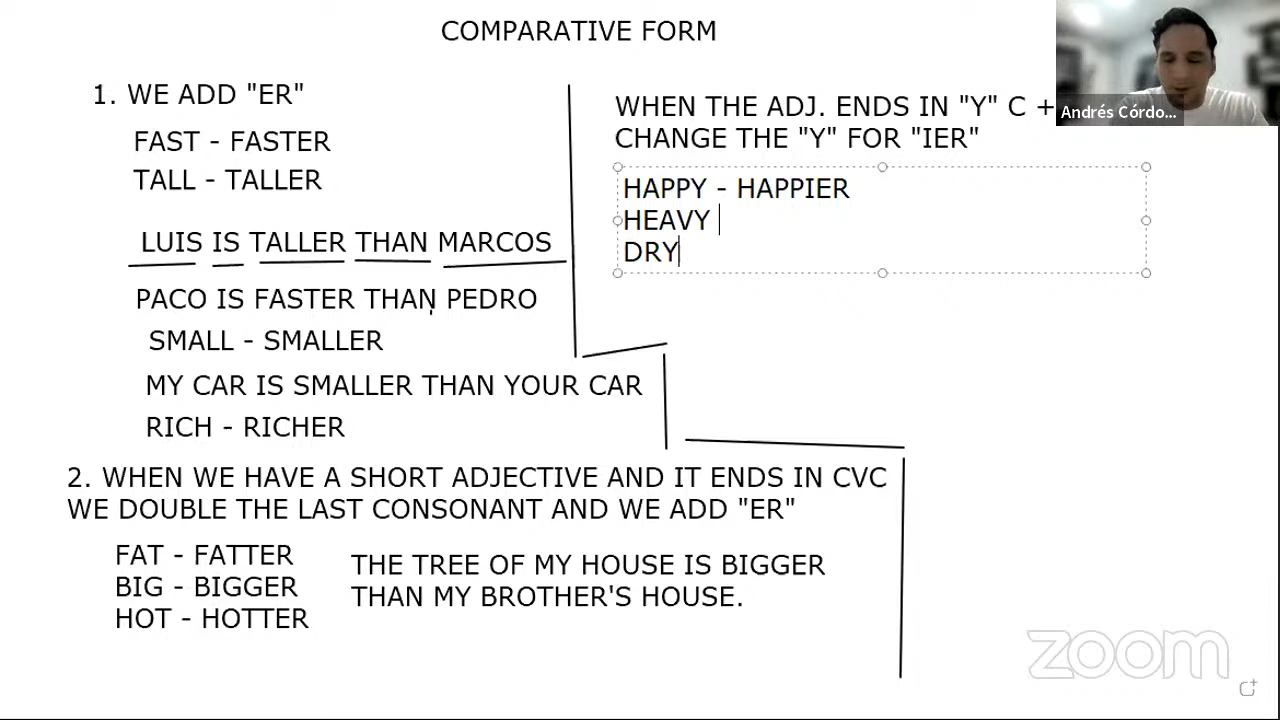 COMPARATIVE FORM
1. WE ADD "ER"
FAST - FASTER
TALL - TALLER
LUIS IS TALLER THAN MARCOS
PACO IS FASTER THAN PEDRO
SMALL - SMALLER
MY CAR IS SMALLER THAN YOUR CAR
RICH - RICHER
2. WHEN WE HAVE A SHORT ADJECTIVE AND IT ENDS IN CVC
WE DOUBLE THE LAST CONSONANT AND WE ADD "ER"
FAT - FATTER
BIG - BIGGER
HOT - HOTTER
THE TREE OF MY HOUSE IS BIGGER
THAN MY BROTHER'S HOUSE.
WHEN THE ADJ. ENDS IN "Y" C +
CHANGE THE "Y" FOR "IER"
HAPPY - HAPPIER
HEAVY
DRY
Andrés Córdo...
zoom